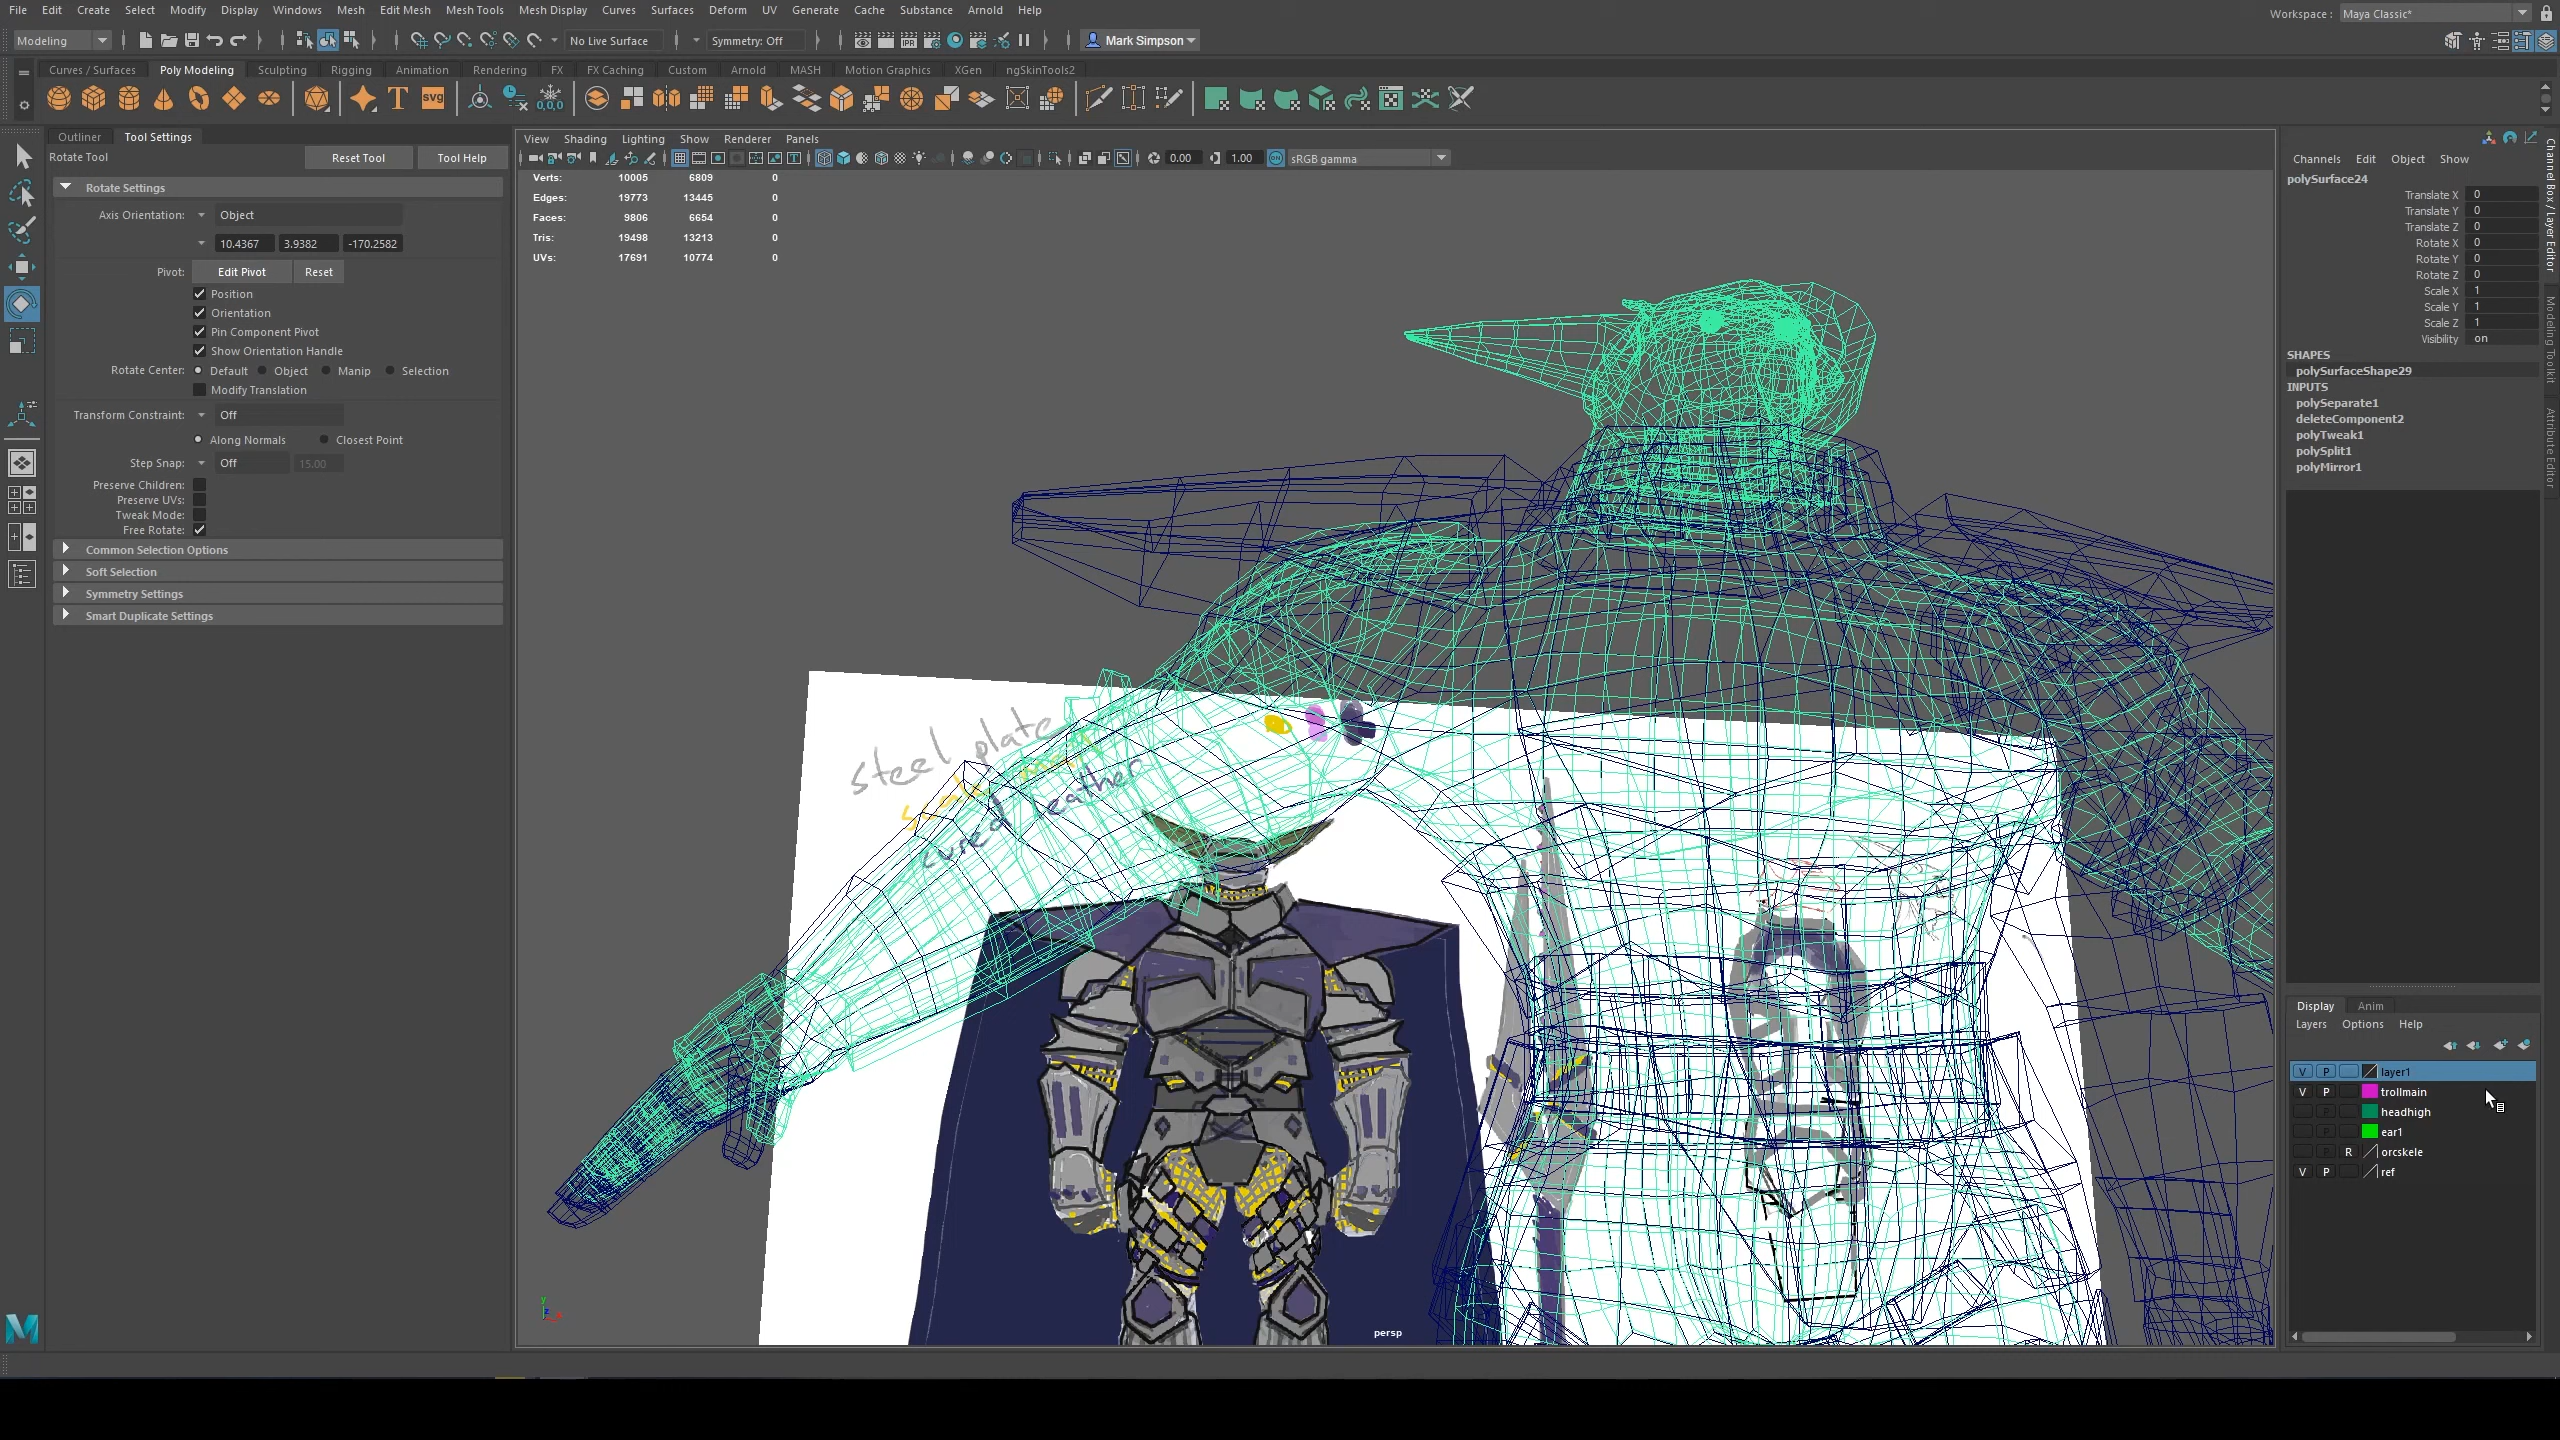 File Edit Create Select Modify Display Windows Mesh Edit Mesh Mesh Tools Mesh Display Curves Surfaces Deform UV Generate Cache Substance Arnold Help
Workspace : Maya Classic*
Modeling No Live Surface Symmetry: Off Mark Simpson
Curves / Surfaces Poly Modeling Sculpting Rigging Animation Rendering FX FX Caching Custom Arnold MASH Motion Graphics XGen ngSkinTools2
Outliner Tool Settings
Rotate Tool Reset Tool Tool Help
Rotate Settings
Axis Orientation: Object
10.4367 3.9382 -170.2582
Pivot: Edit Pivot Reset
Position
Orientation
Pin Component Pivot
Show Orientation Handle
Rotate Center: Default Object Manip Selection
Modify Translation
Transform Constraint: Off
Along Normals Closest Point
Step Snap: Off 15.00
Preserve Children:
Preserve UVs:
Tweak Mode:
Free Rotate:
Common Selection Options
Soft Selection
Symmetry Settings
Smart Duplicate Settings
View Shading Lighting Show Renderer Panels
0.00 1.00 sRGB gamma
Verts: 10005 6809 0
Edges: 19773 13445 0
Faces: 9806 6654 0
Tris: 19498 13213 0
UVs: 17691 10774 0
steel plate
cured leather
persp
Channels Edit Object Show
polySurface24
Translate X 0
Translate Y 0
Translate Z 0
Rotate X 0
Rotate Y 0
Rotate Z 0
Scale X 1
Scale Y 1
Scale Z 1
Visibility on
SHAPES
polySurfaceShape29
INPUTS
polySeparate1
deleteComponent2
polyTweak1
polySplit1
polyMirror1
Display Anim
Layers Options Help
V P layer1
V P trollmain
P headhigh
P ear1
R orcskele
V P ref
Channel Box / Layer Editor
Modeling Toolkit
Attribute Editor